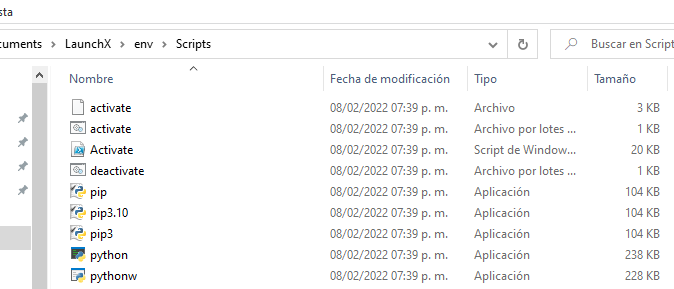 sta
cuments > LaunchX > env > Scripts
Buscar en Script
Nombre Fecha de modificación Tipo Tamaño
activate 08/02/2022 07:39 p. m. Archivo 3 KB
activate 08/02/2022 07:39 p. m. Archivo por lotes ... 1 KB
Activate 08/02/2022 07:39 p. m. Script de Window... 20 KB
deactivate 08/02/2022 07:39 p. m. Archivo por lotes ... 1 KB
pip 08/02/2022 07:39 p. m. Aplicación 104 KB
pip3.10 08/02/2022 07:39 p. m. Aplicación 104 KB
pip3 08/02/2022 07:39 p. m. Aplicación 104 KB
python 08/02/2022 07:39 p. m. Aplicación 238 KB
pythonw 08/02/2022 07:39 p. m. Aplicación 228 KB